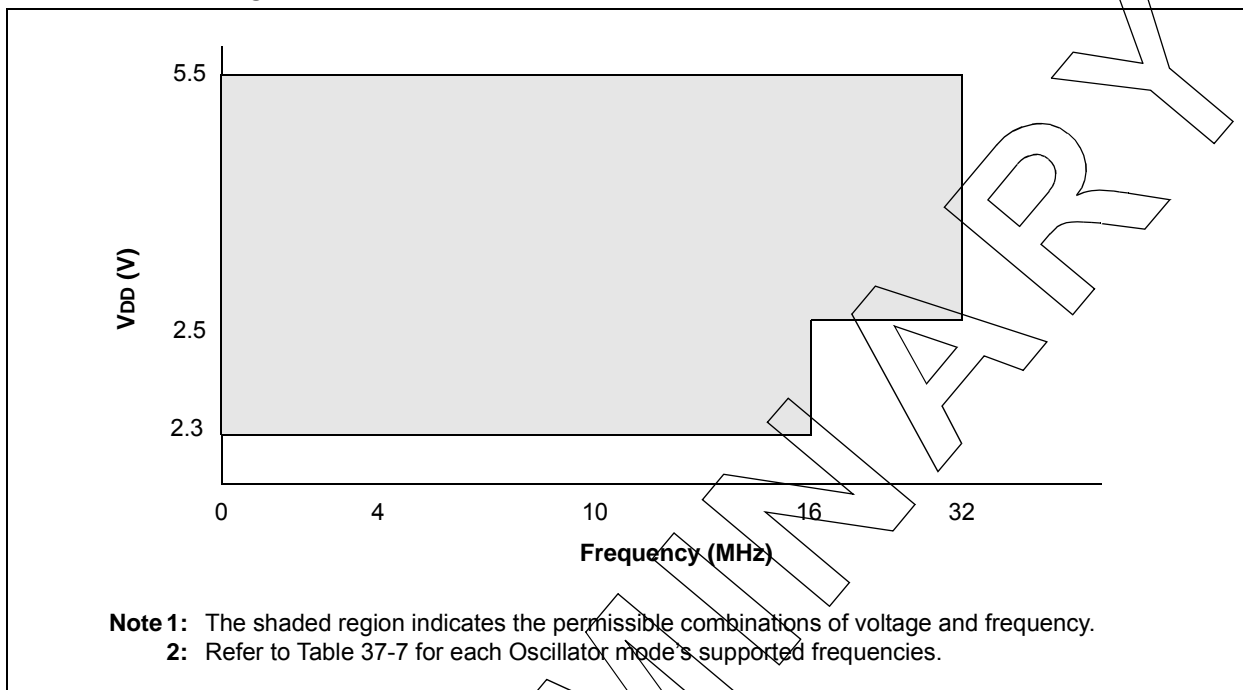 5.5
VDD (V)
2.5
2.3
0 4 10 16 32
Frequency (MHz)
Note 1: The shaded region indicates the permissible combinations of voltage and frequency.
2: Refer to Table 37-7 for each Oscillator mode's supported frequencies.
MINARY